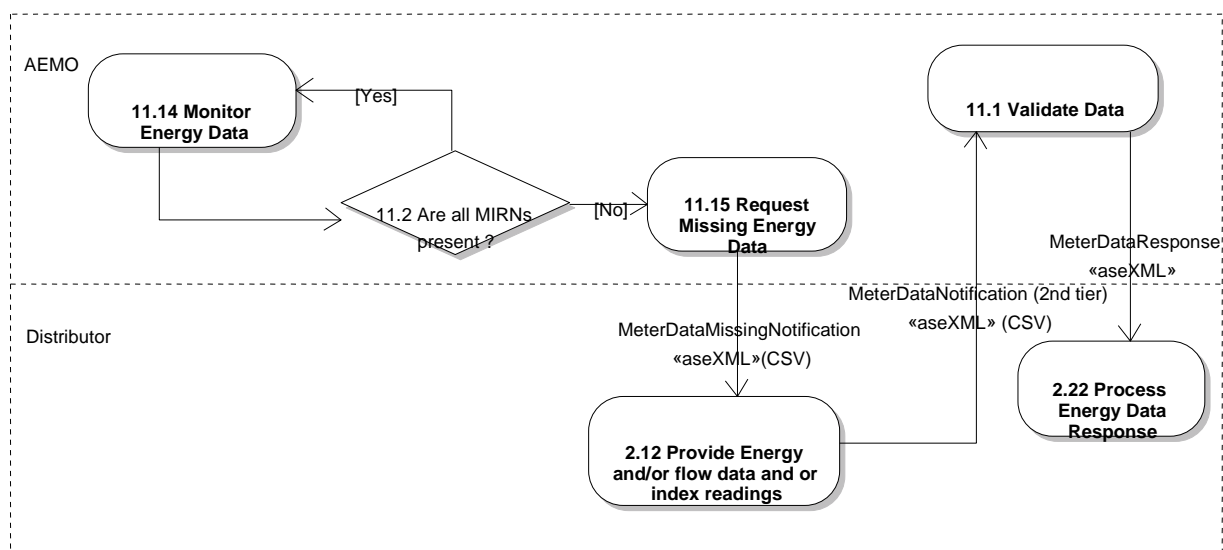 AEMO
11.14 Monitor
Energy Data
[Yes]
11.2 Are all MIRNs
present ?
[No]
11.15 Request
Missing Energy
Data
11.1 Validate Data
MeterDataResponse
«aseXML»
MeterDataNotification (2nd tier)
«aseXML» (CSV)
Distributor
MeterDataMissingNotification
«aseXML»(CSV)
2.12 Provide Energy
and/or flow data and or
index readings
2.22 Process
Energy Data
Response